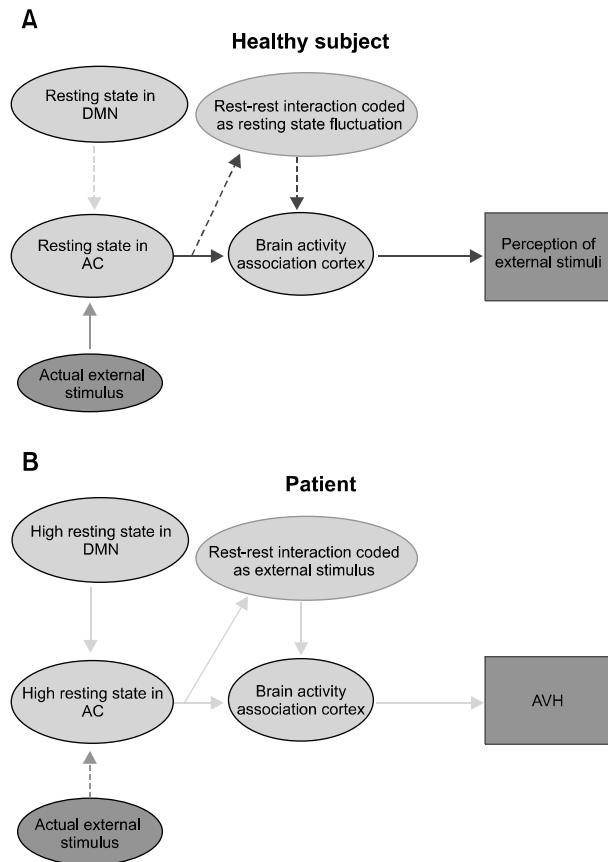 A
Healthy subject
Resting state in
DMN
Rest-rest interaction coded
as resting state fluctuation
Resting state in
AC
Brain activity
association cortex
Perception of
external stimuli
Actual external
stimulus
B
Patient
High resting state in
DMN
Rest-rest interaction coded
as external stimulus
High resting state in
AC
Brain activity
association cortex
AVH
Actual external
stimulus